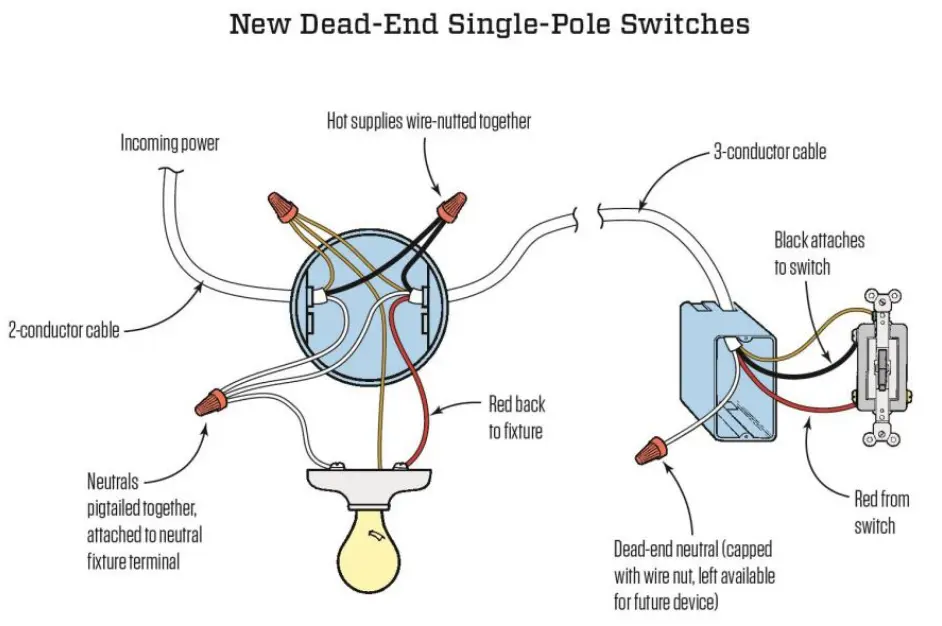 New Dead-End Single-Pole Switches
Hot supplies wire-nutted together
Incoming power
3-conductor cable
Black attaches
to switch
2-conductor cable
Red back
to fixture
Neutrals
pigtailed together,
attached to neutral
fixture terminal
Red from
switch
Dead-end neutral (capped
with wire nut, left available
for future device)